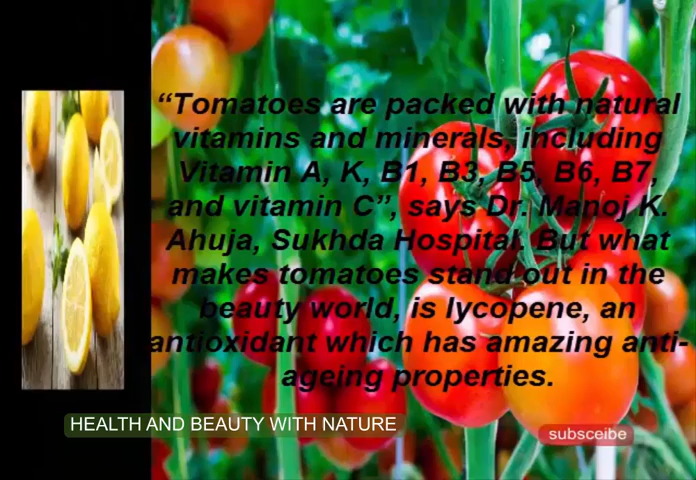 “Tomatoes are packed with natural
vitamins and minerals, including
Vitamin A, K, B1, B3, B5, B6, B7,
and vitamin C”, says Dr. Manoj K.
Ahuja, Sukhda Hospital. But what
makes tomatoes stand out in the
beauty world, is lycopene, an
antioxidant which has amazing anti-
ageing properties.
HEALTH AND BEAUTY WITH NATURE
subsceibe